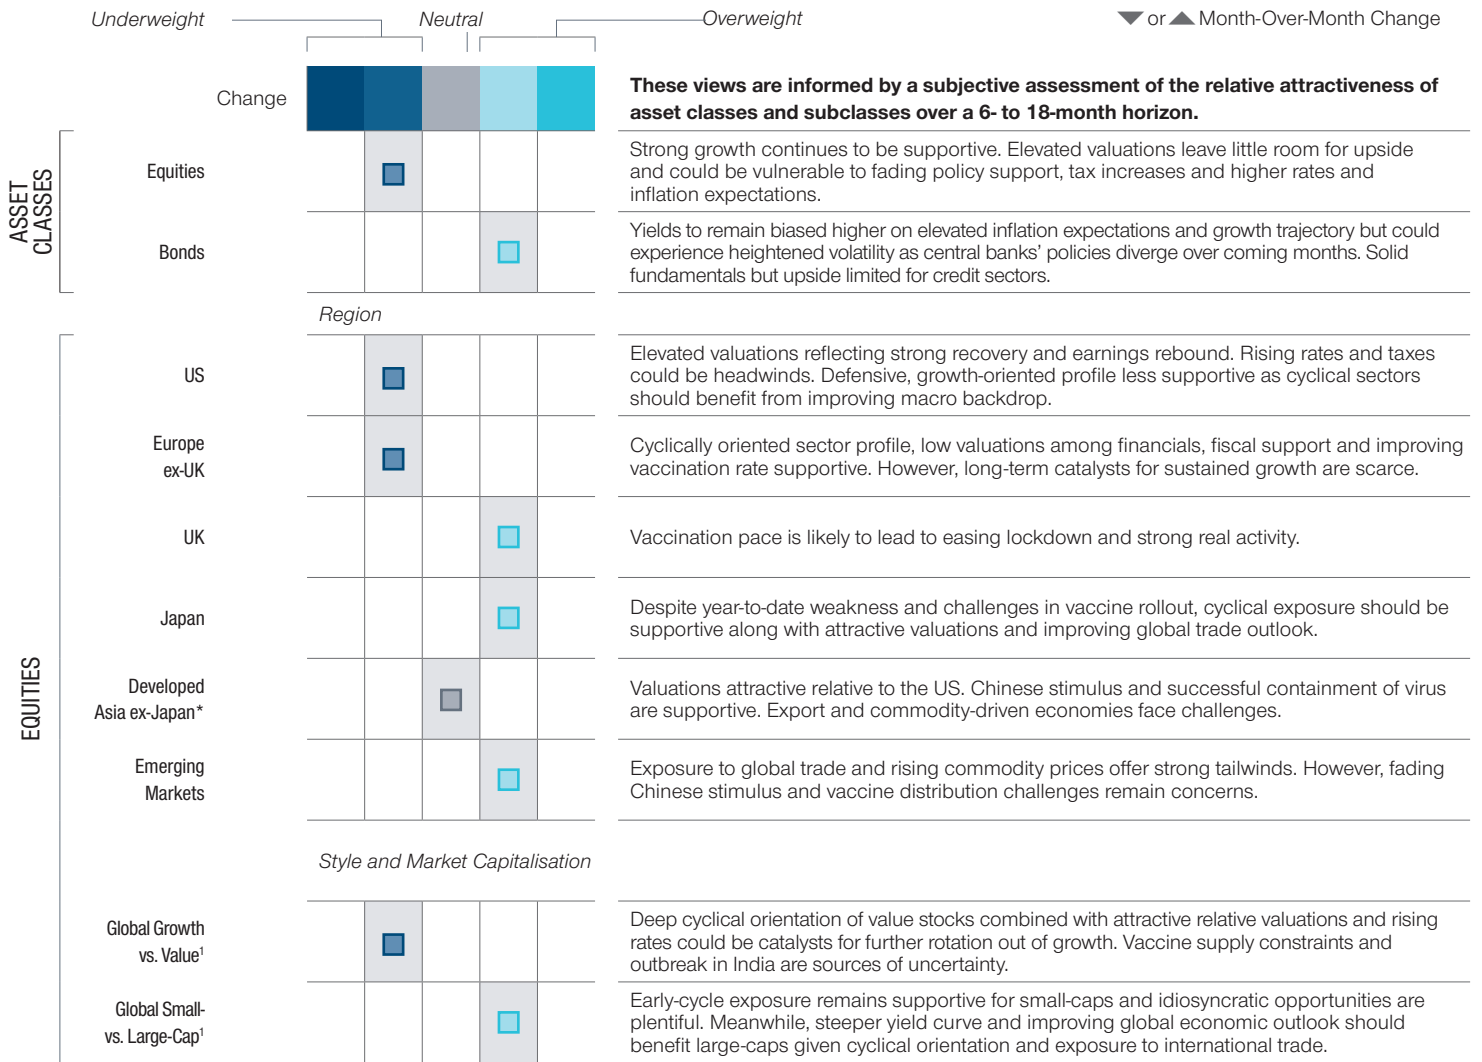 Underweight
Neutral
Overweight
or Month-Over-Month Change
Change
These views are informed by a subjective assessment of the relative attractiveness of
asset classes and subclasses over a 6- to 18-month horizon.
ASSET
CLASSES
Equities
Strong growth continues to be supportive. Elevated valuations leave little room for upside
and could be vulnerable to fading policy support, tax increases and higher rates and
inflation expectations.
Bonds
Yields to remain biased higher on elevated inflation expectations and growth trajectory but could
experience heightened volatility as central banks' policies diverge over coming months. Solid
fundamentals but upside limited for credit sectors.
Region
EQUITIES
US
Elevated valuations reflecting strong recovery and earnings rebound. Rising rates and taxes
could be headwinds. Defensive, growth-oriented profile less supportive as cyclical sectors
should benefit from improving macro backdrop.
Europe
ex-UK
Cyclically oriented sector profile, low valuations among financials, fiscal support and improving
vaccination rate supportive. However, long-term catalysts for sustained growth are scarce.
UK
Vaccination pace is likely to lead to easing lockdown and strong real activity.
Japan
Despite year-to-date weakness and challenges in vaccine rollout, cyclical exposure should be
supportive along with attractive valuations and improving global trade outlook.
Developed
Asia ex-Japan*
Valuations attractive relative to the US. Chinese stimulus and successful containment of virus
are supportive. Export and commodity-driven economies face challenges.
Emerging
Markets
Exposure to global trade and rising commodity prices offer strong tailwinds. However, fading
Chinese stimulus and vaccine distribution challenges remain concerns.
Style and Market Capitalisation
Global Growth
vs. Value¹
Deep cyclical orientation of value stocks combined with attractive relative valuations and rising
rates could be catalysts for further rotation out of growth. Vaccine supply constraints and
outbreak in India are sources of uncertainty.
Global Small-
vs. Large-Cap¹
Early-cycle exposure remains supportive for small-caps and idiosyncratic opportunities are
plentiful. Meanwhile, steeper yield curve and improving global economic outlook should
benefit large-caps given cyclical orientation and exposure to international trade.